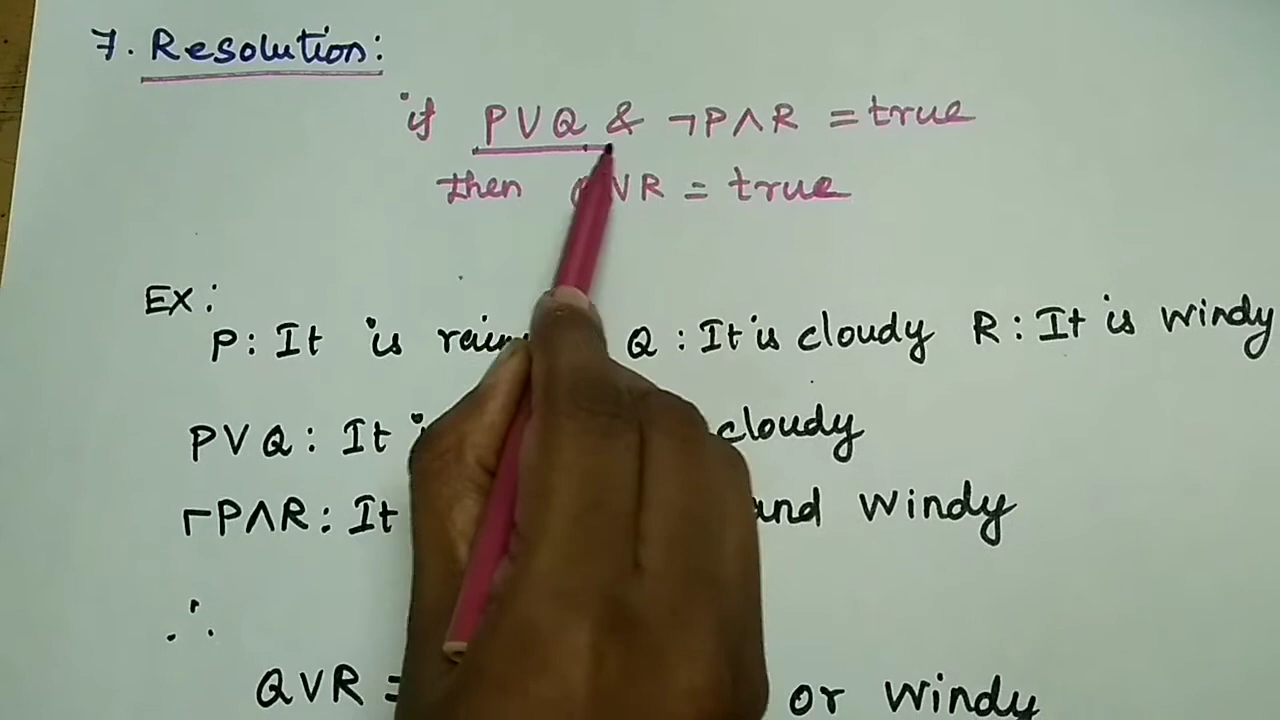 7. Resolution:
if P V Q & ¬P ∧ R = true
then V R = true
Ex:
P: It is Q : It is cloudy R : It is windy
P V Q : It cloudy
¬P∧R : It and windy
∴
Q V R = or windy